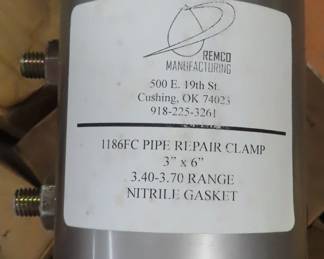 REMCO
MANUFACTURING
500 E. 19th St.
Cushing, OK 74023
918-225-3261
1186FC PIPE REPAIR CLAMP
3” x 6”
3.40-3.70 RANGE
NITRILE GASKET